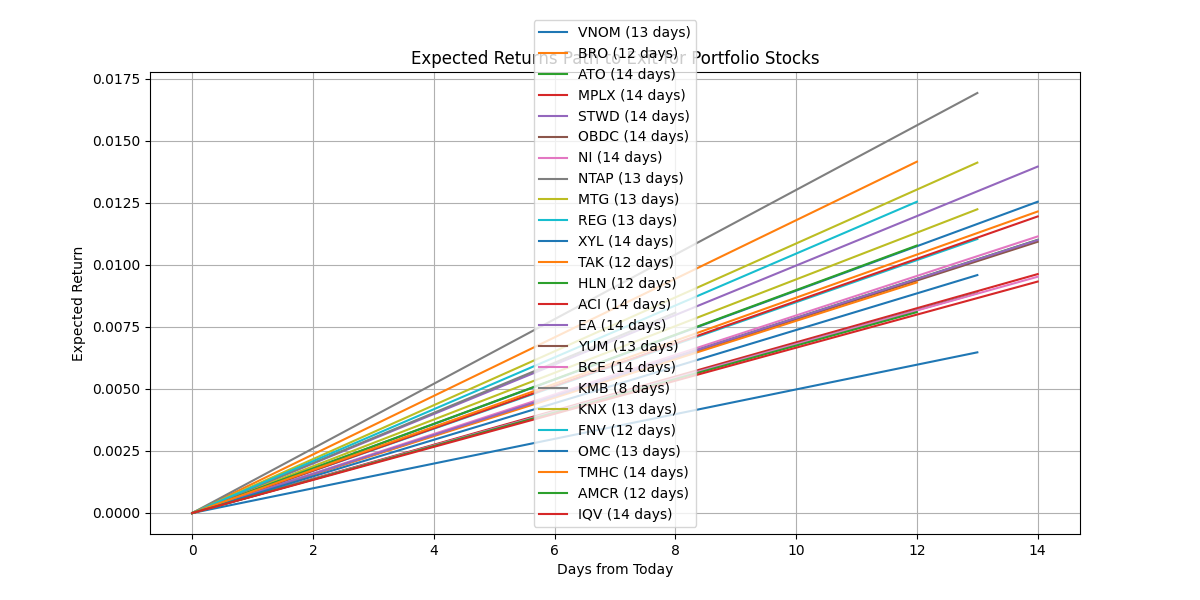 Expected Returns Path to Exit for Portfolio Stocks
VNOM (13 days)
BRO (12 days)
ATO (14 days)
MPLX (14 days)
STWD (14 days)
OBDC (14 days)
NI (14 days)
NTAP (13 days)
MTG (13 days)
REG (13 days)
XYL (14 days)
TAK (12 days)
HLN (12 days)
ACI (14 days)
EA (14 days)
YUM (13 days)
BCE (14 days)
KMB (8 days)
KNX (13 days)
FNV (12 days)
OMC (13 days)
TMHC (14 days)
AMCR (12 days)
IQV (14 days)
Expected Return
0.0175
0.0150
0.0125
0.0100
0.0075
0.0050
0.0025
0.0000
0 2 4 6 8 10 12 14
Days from Today